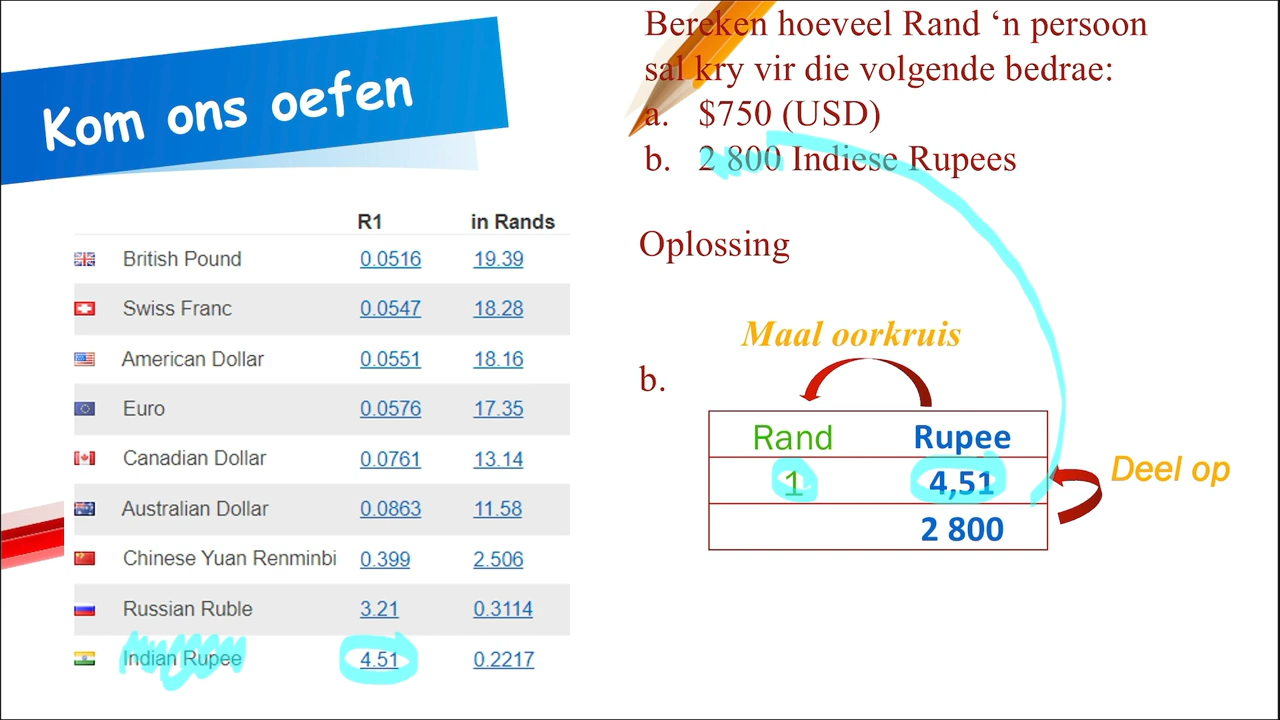 Kom ons oefen
R1 in Rands
British Pound 0.0516 19.39
Swiss Franc 0.0547 18.28
American Dollar 0.0551 18.16
Euro 0.0576 17.35
Canadian Dollar 0.0761 13.14
Australian Dollar 0.0863 11.58
Chinese Yuan Renminbi 0.399 2.506
Russian Ruble 3.21 0.3114
Indian Rupee 4.51 0.2217
Bereken hoeveel Rand ‘n persoon
sal kry vir die volgende bedrae:
a. $750 (USD)
b. 2 800 Indiese Rupees
Oplossing
Maal oorkruis
b.
Rand Rupee
1 4,51
2 800
Deel op